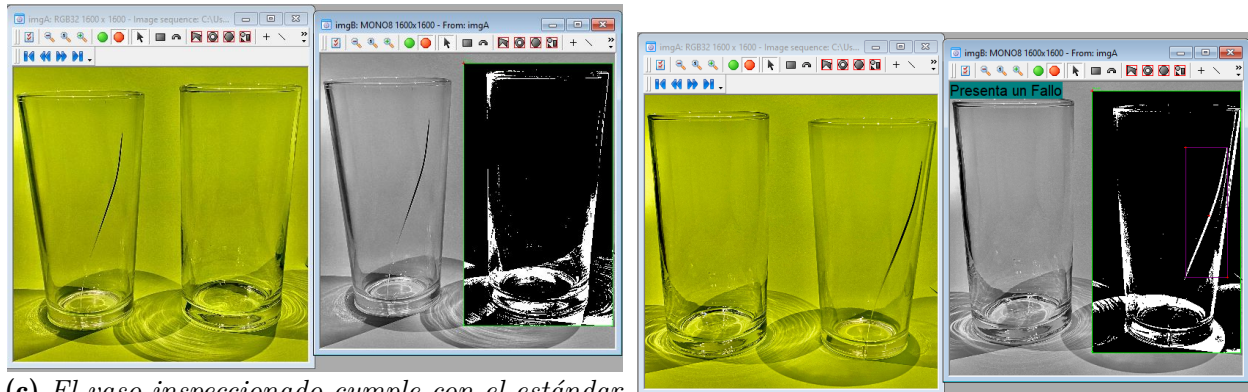 imgA: RGB32 1600 x 1600 - Image sequence: C:\Us...
imgB: MONO8 1600x1600 - From: imgA
imgA: RGB32 1600 x 1600 - Image sequence: C:\Us...
imgB: MONO8 1600x1600 - From: imgA
Presenta un Fallo
(c) El vaso inspeccionado cumple con el estándar